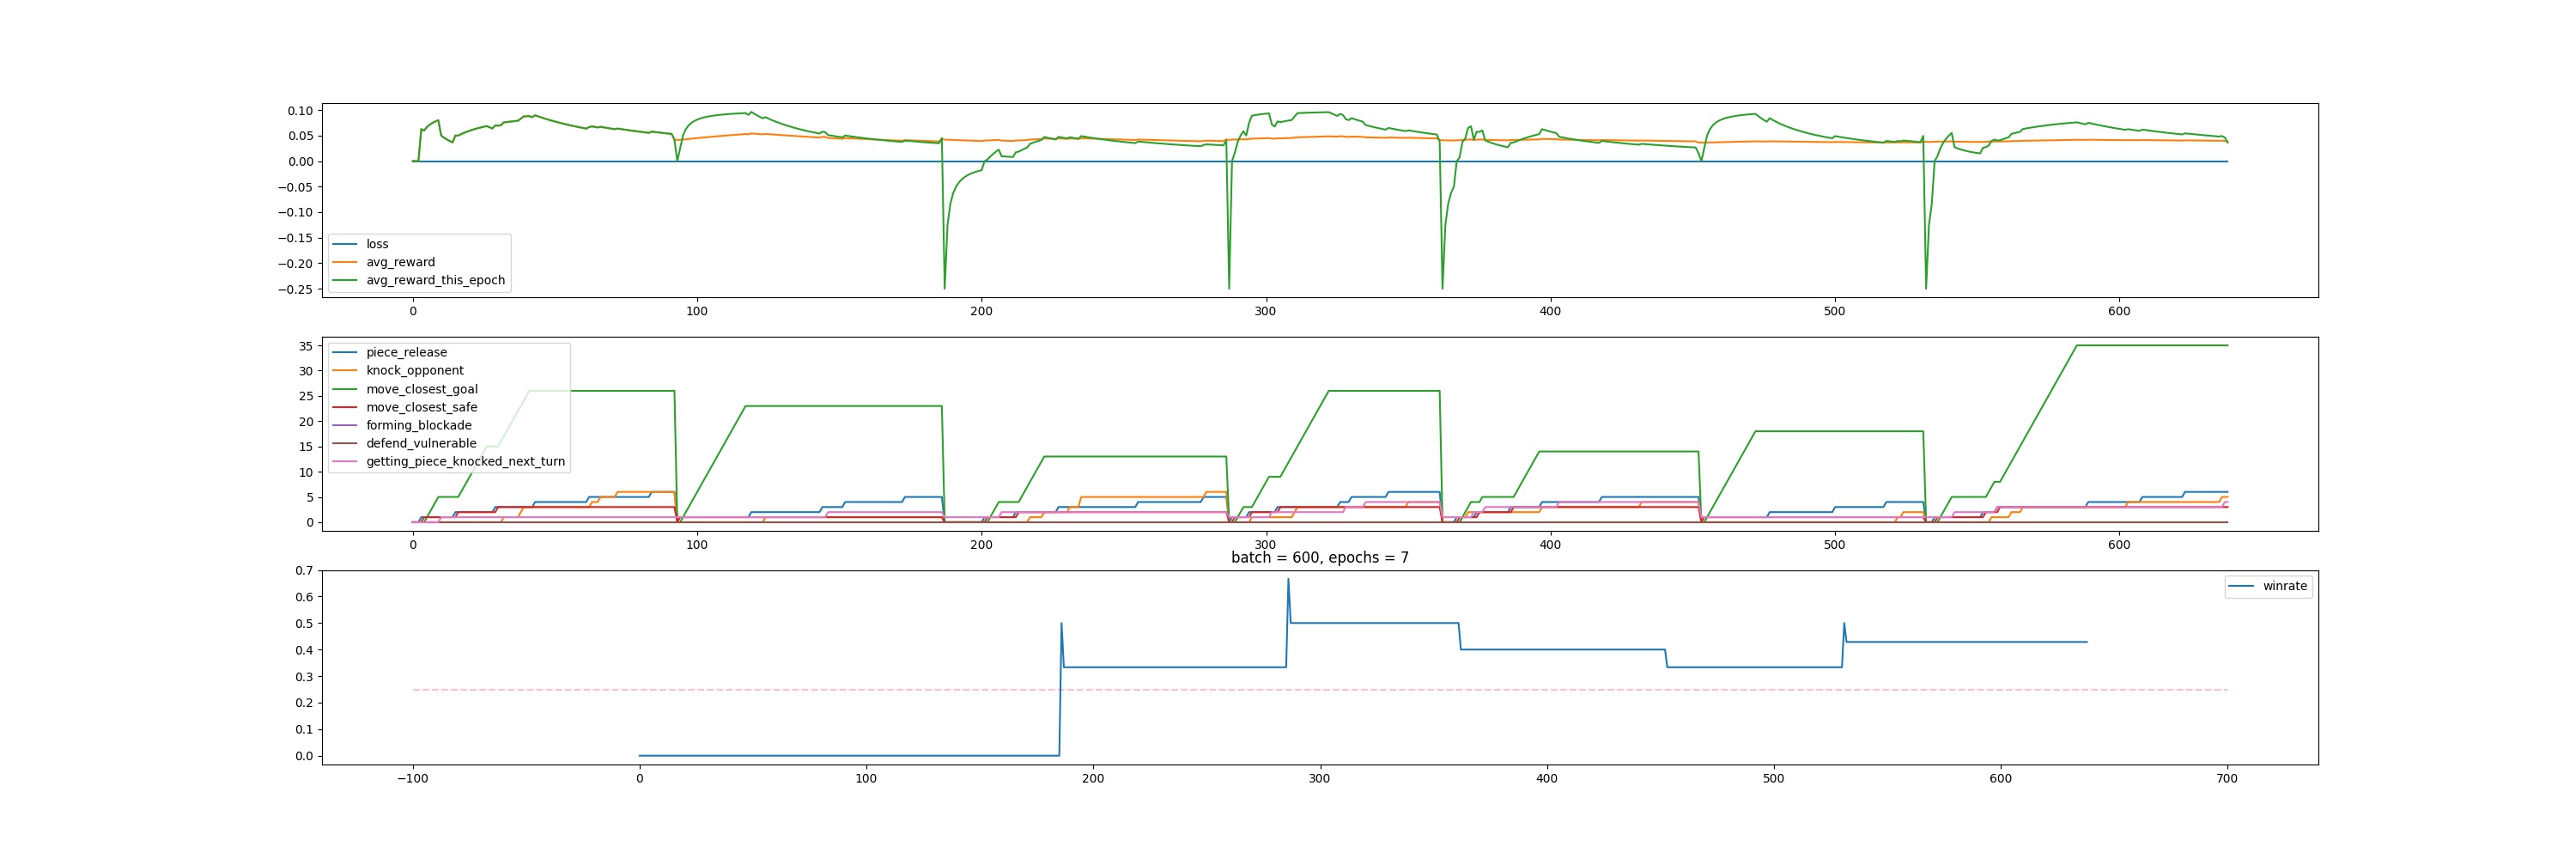 0.10
0.05
0.00
−0.05
−0.10
−0.15
−0.20
−0.25
loss
avg_reward
avg_reward_this_epoch
0 100 200 300 400 500 600
35
30
25
20
15
10
5
0
piece_release
knock_opponent
move_closest_goal
move_closest_safe
forming_blockade
defend_vulnerable
getting_piece_knocked_next_turn
0 100 200 300 400 500 600
batch = 600, epochs = 7
0.7
0.6
0.5
0.4
0.3
0.2
0.1
0.0
winrate
−100 0 100 200 300 400 500 600 700